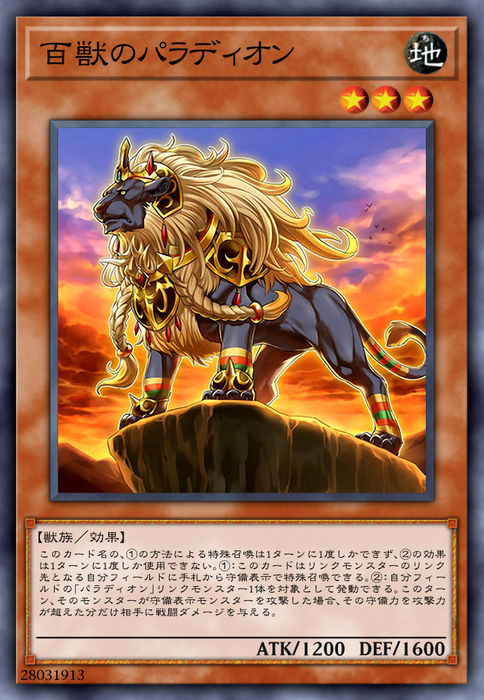 百獣のパラディオン
ち
地
【獣族／効果】
このカード名の、①の方法による特殊召喚は1ターンに1度しかできず、②の効果
は1ターンに1度しか使用できない。①：このカードはリンクモンスターのリンク
先となる自分フィールドに手札から守備表示で特殊召喚できる。②：自分フィー
ルドの「パラディオン」リンクモンスター1体を対象として発動できる。このター
ン、そのモンスターが守備表示モンスターを攻撃した場合、その守備力を攻撃力
が超えた分だけ相手に戦闘ダメージを与える。
ATK/1200 DEF/1600
28031913